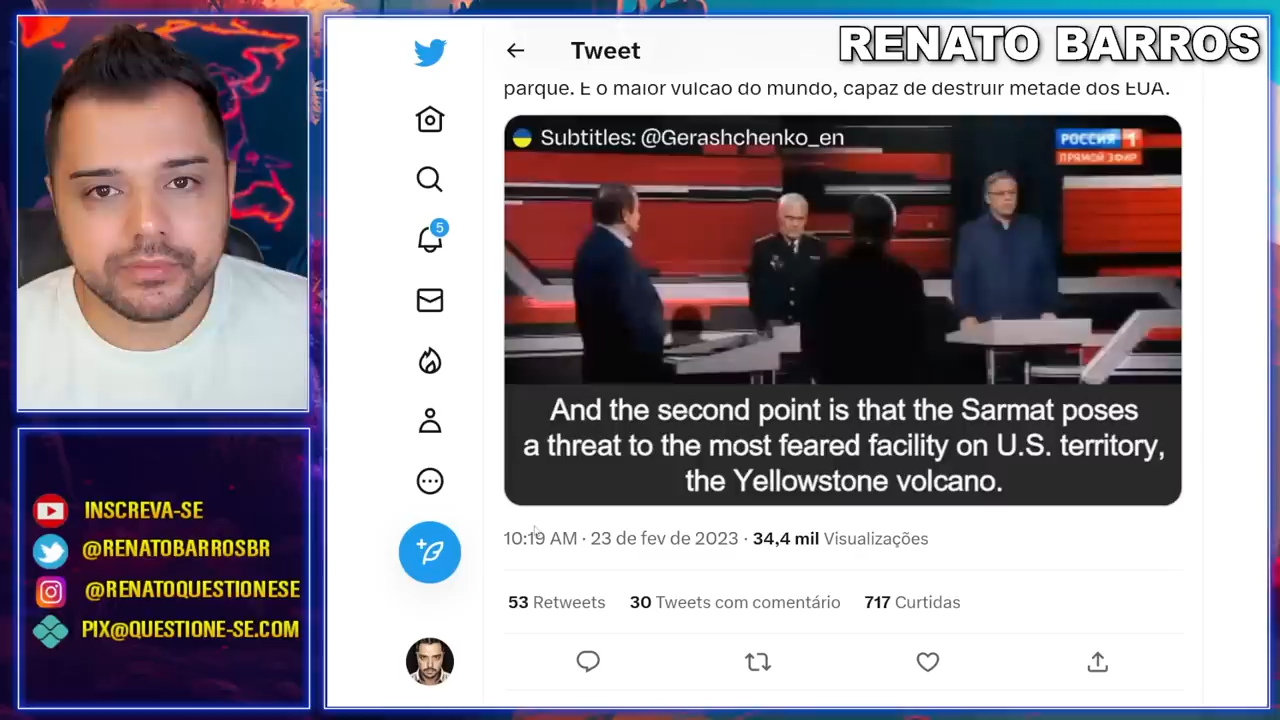 RENATO BARROS
Tweet
parque. É o maior vulcão do mundo, capaz de destruir metade dos EUA.
Subtitles: @Gerashchenko_en
РОССИЯ 1
ПРЯМОЙ ЭФИР
And the second point is that the Sarmat poses
a threat to the most feared facility on U.S. territory,
the Yellowstone volcano.
5
10:19 AM · 23 de fev de 2023 · 34,4 mil Visualizações
53 Retweets 30 Tweets com comentário 717 Curtidas
INSCREVA-SE
@RENATOBARROSBR
@RENATOQUESTIONESE
PIX@QUESTIONE-SE.COM